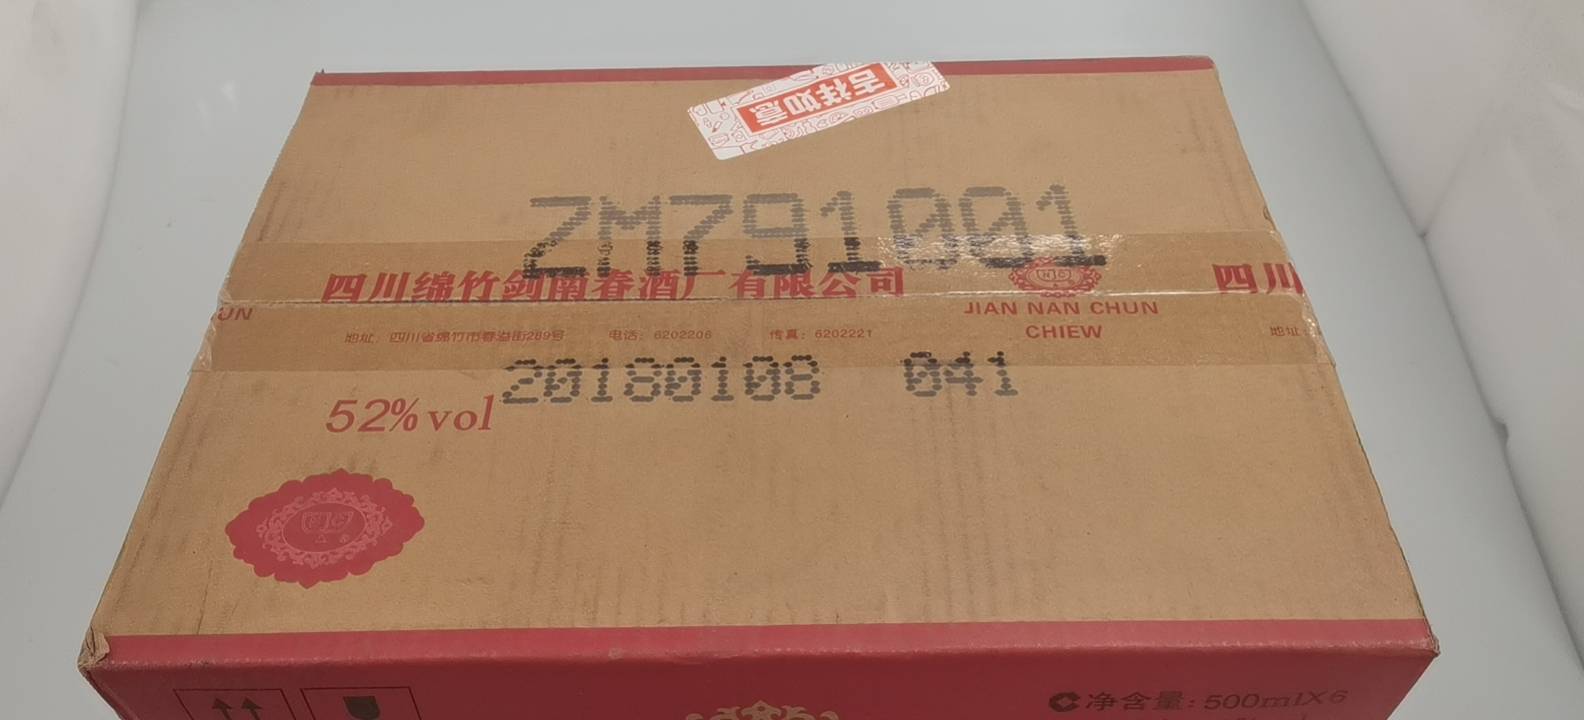 吉祥如意
ZM791001
四川绵竹剑南春酒厂有限公司
四川
UN
JIAN NAN CHUN
CHIEW
地址：四川省绵竹市春溢街289号 电话：6202206 传真：6202221
地址：
20180108 041
52% vol
净含量：500mlX6